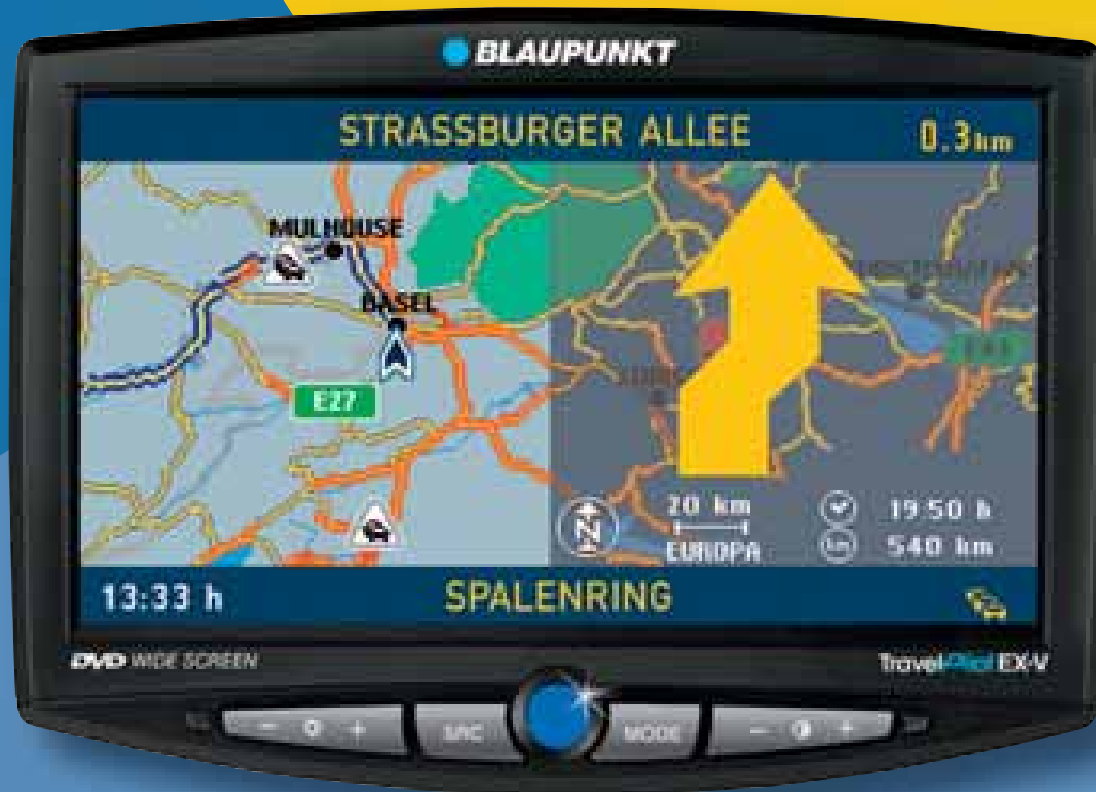 BLAUPUNKT
STRASSBURGER ALLEE 0.3km
MULHOUSE
BASEL
E27
20 km
EUROPA
19:50 h
540 km
13:33 h SPALENRING
DVD WIDE SCREEN TravelPilot EX-V
- + SRC MODE - +